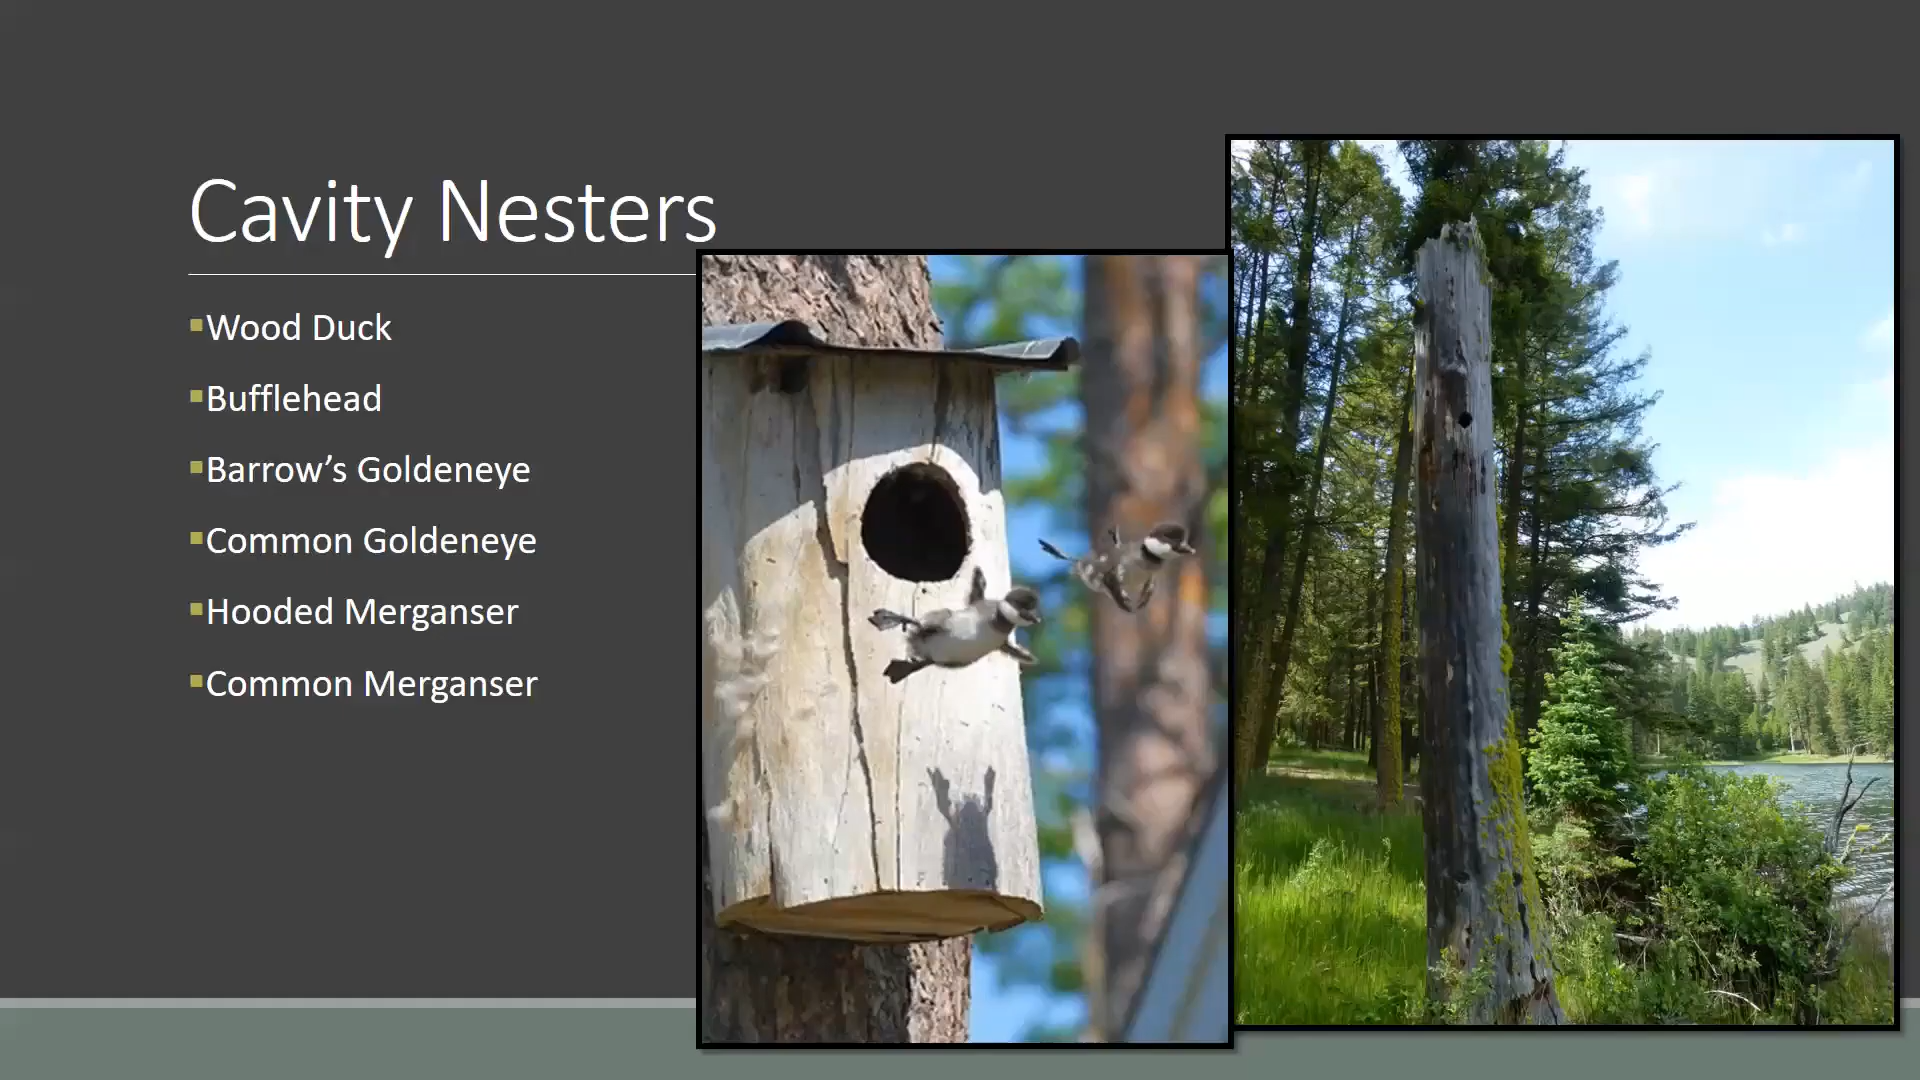 Cavity Nesters
Wood Duck
Bufflehead
Barrow’s Goldeneye
Common Goldeneye
Hooded Merganser
Common Merganser